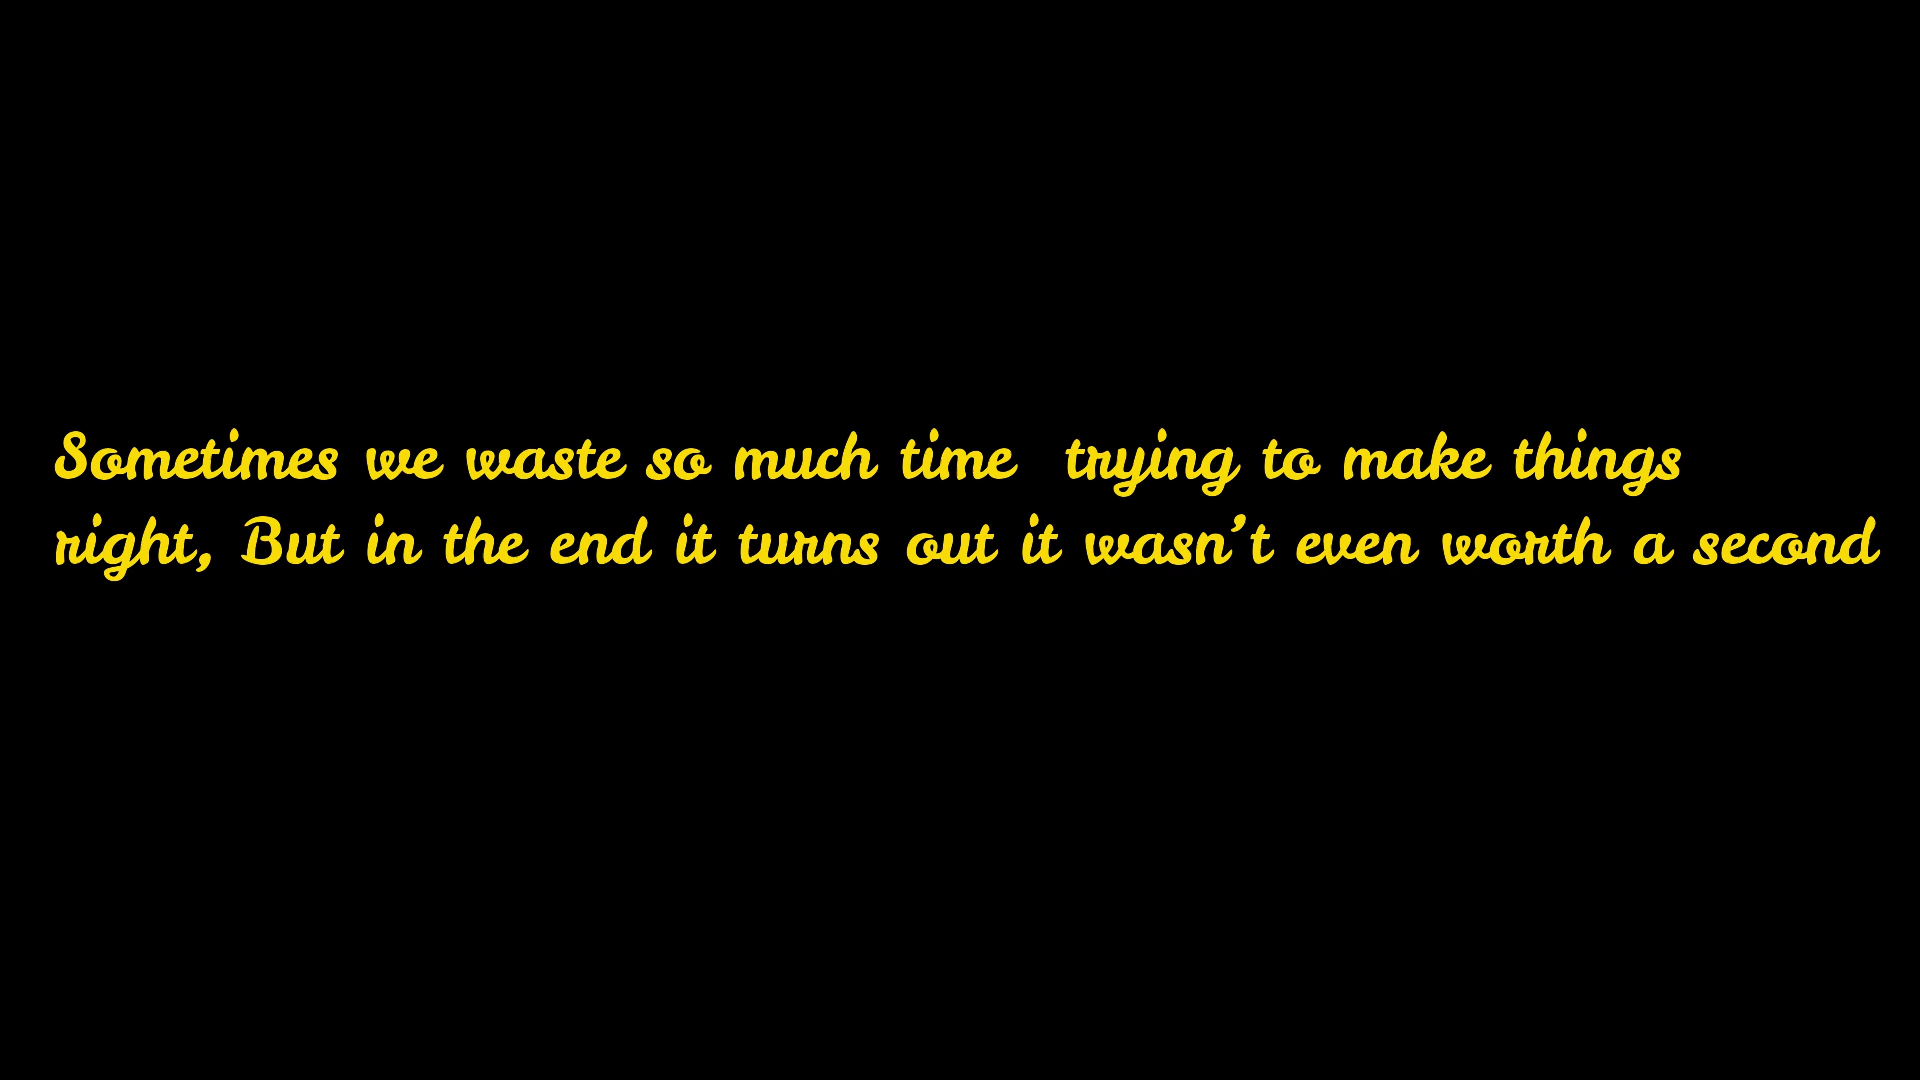 Sometimes we waste so much time  trying to make things
right, But in the end it turns out it wasn’t even worth a second